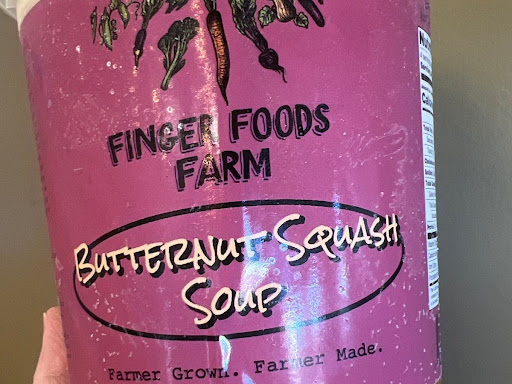 FINGER FOODS
FARM
BUTTERNUT SQUASH
SOUP
Farmer Grown. Farmer Made.